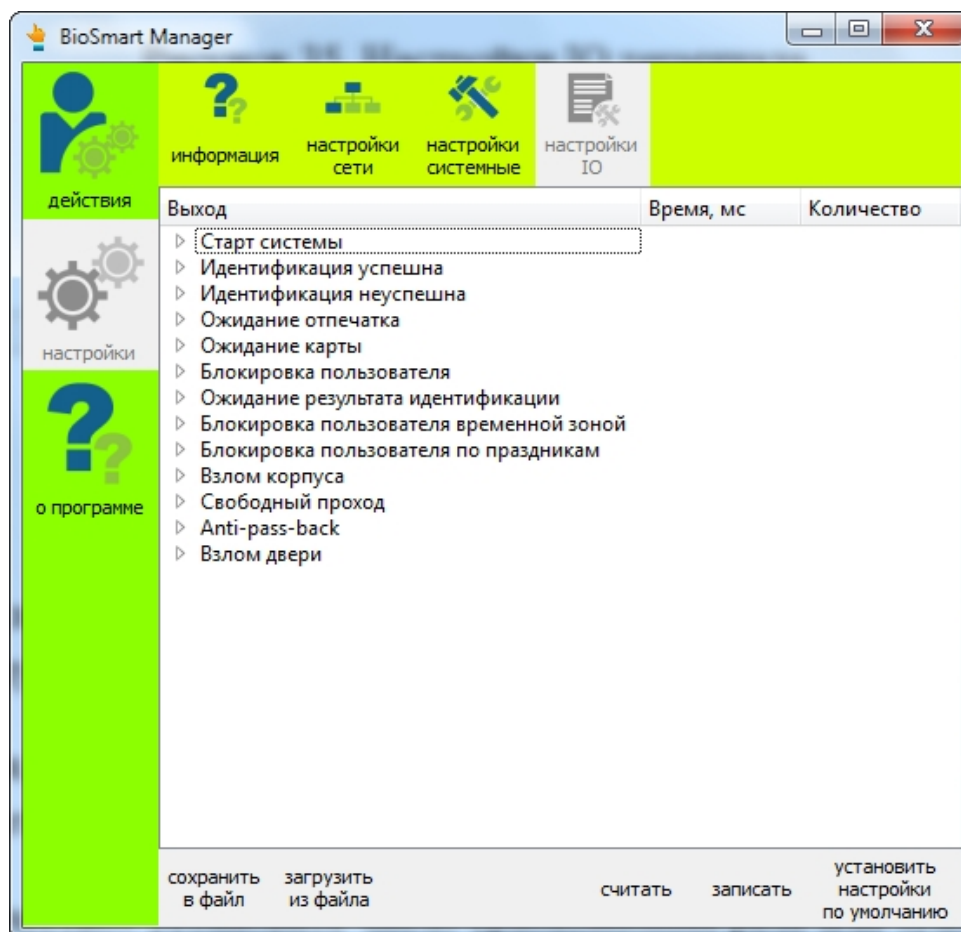 BioSmart Manager
действия
настройки
о программе
информация
настройки
сети
настройки
системные
настройки
IO
Выход Время, мс Количество
Старт системы
Идентификация успешна
Идентификация неуспешна
Ожидание отпечатка
Ожидание карты
Блокировка пользователя
Ожидание результата идентификации
Блокировка пользователя временной зоной
Блокировка пользователя по праздникам
Взлом корпуса
Свободный проход
Anti-pass-back
Взлом двери
сохранить
в файл
загрузить
из файла
считать
записать
установить
настройки
по умолчанию